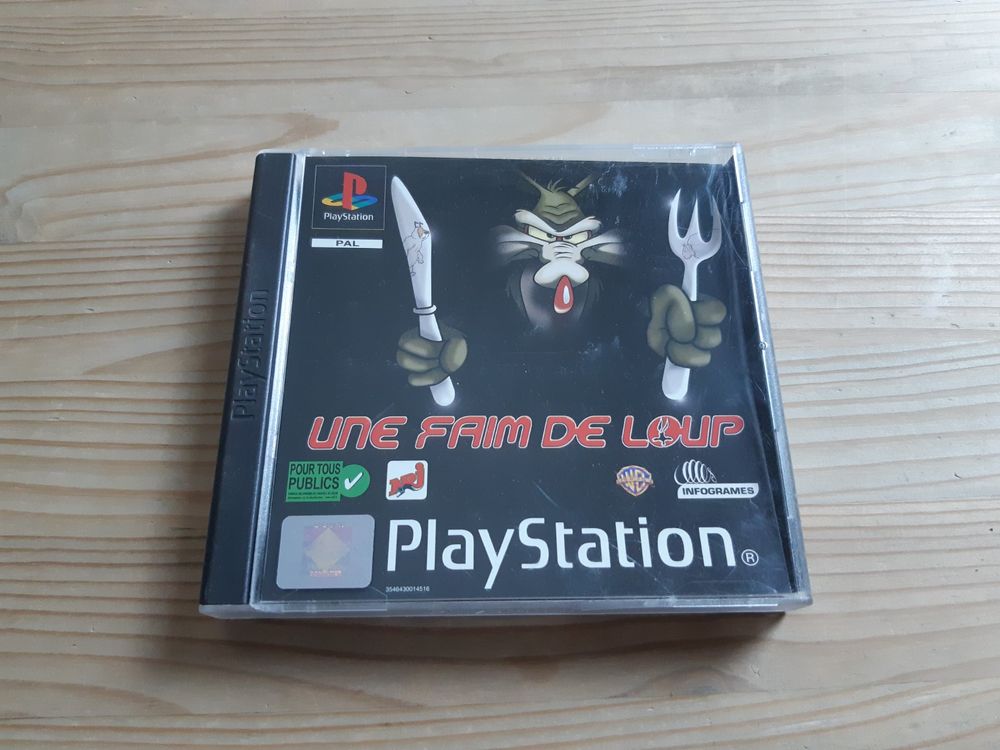 PlayStation
PlayStation
PAL
UNE FAIM DE LOUP
POUR TOUS
PUBLICS
NRJ
INFOGRAMES
PlayStation®
3546430014516